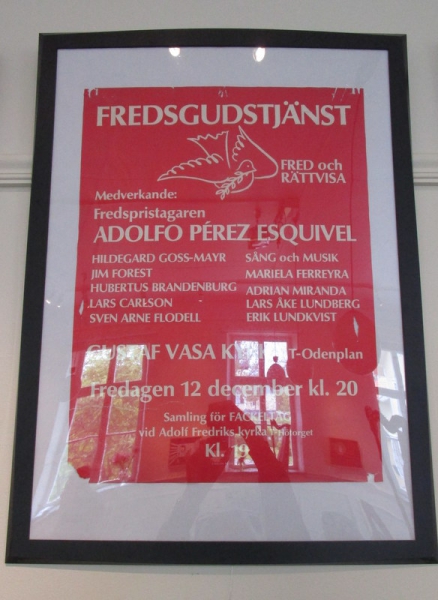 FREDSGUDSTJÄNST
FRED och
RÄTTVISA
Medverkande:
Fredspristagaren
ADOLFO PÉREZ ESQUIVEL
HILDEGARD GOSS-MAYR
JIM FOREST
HUBERTUS BRANDENBURG
LARS CARLSON
SVEN ARNE FLODELL
SÅNG och MUSIK
MARIELA FERREYRA
ADRIAN MIRANDA
LARS ÅKE LUNDBERG
ERIK LUNDKVIST
GUSTAF VASA T-Odenplan
Fredagen 12 december kl. 20
Samling för FACKELTÅG
vid Adolf Fredriks kyrka Hötorget
Kl. 19